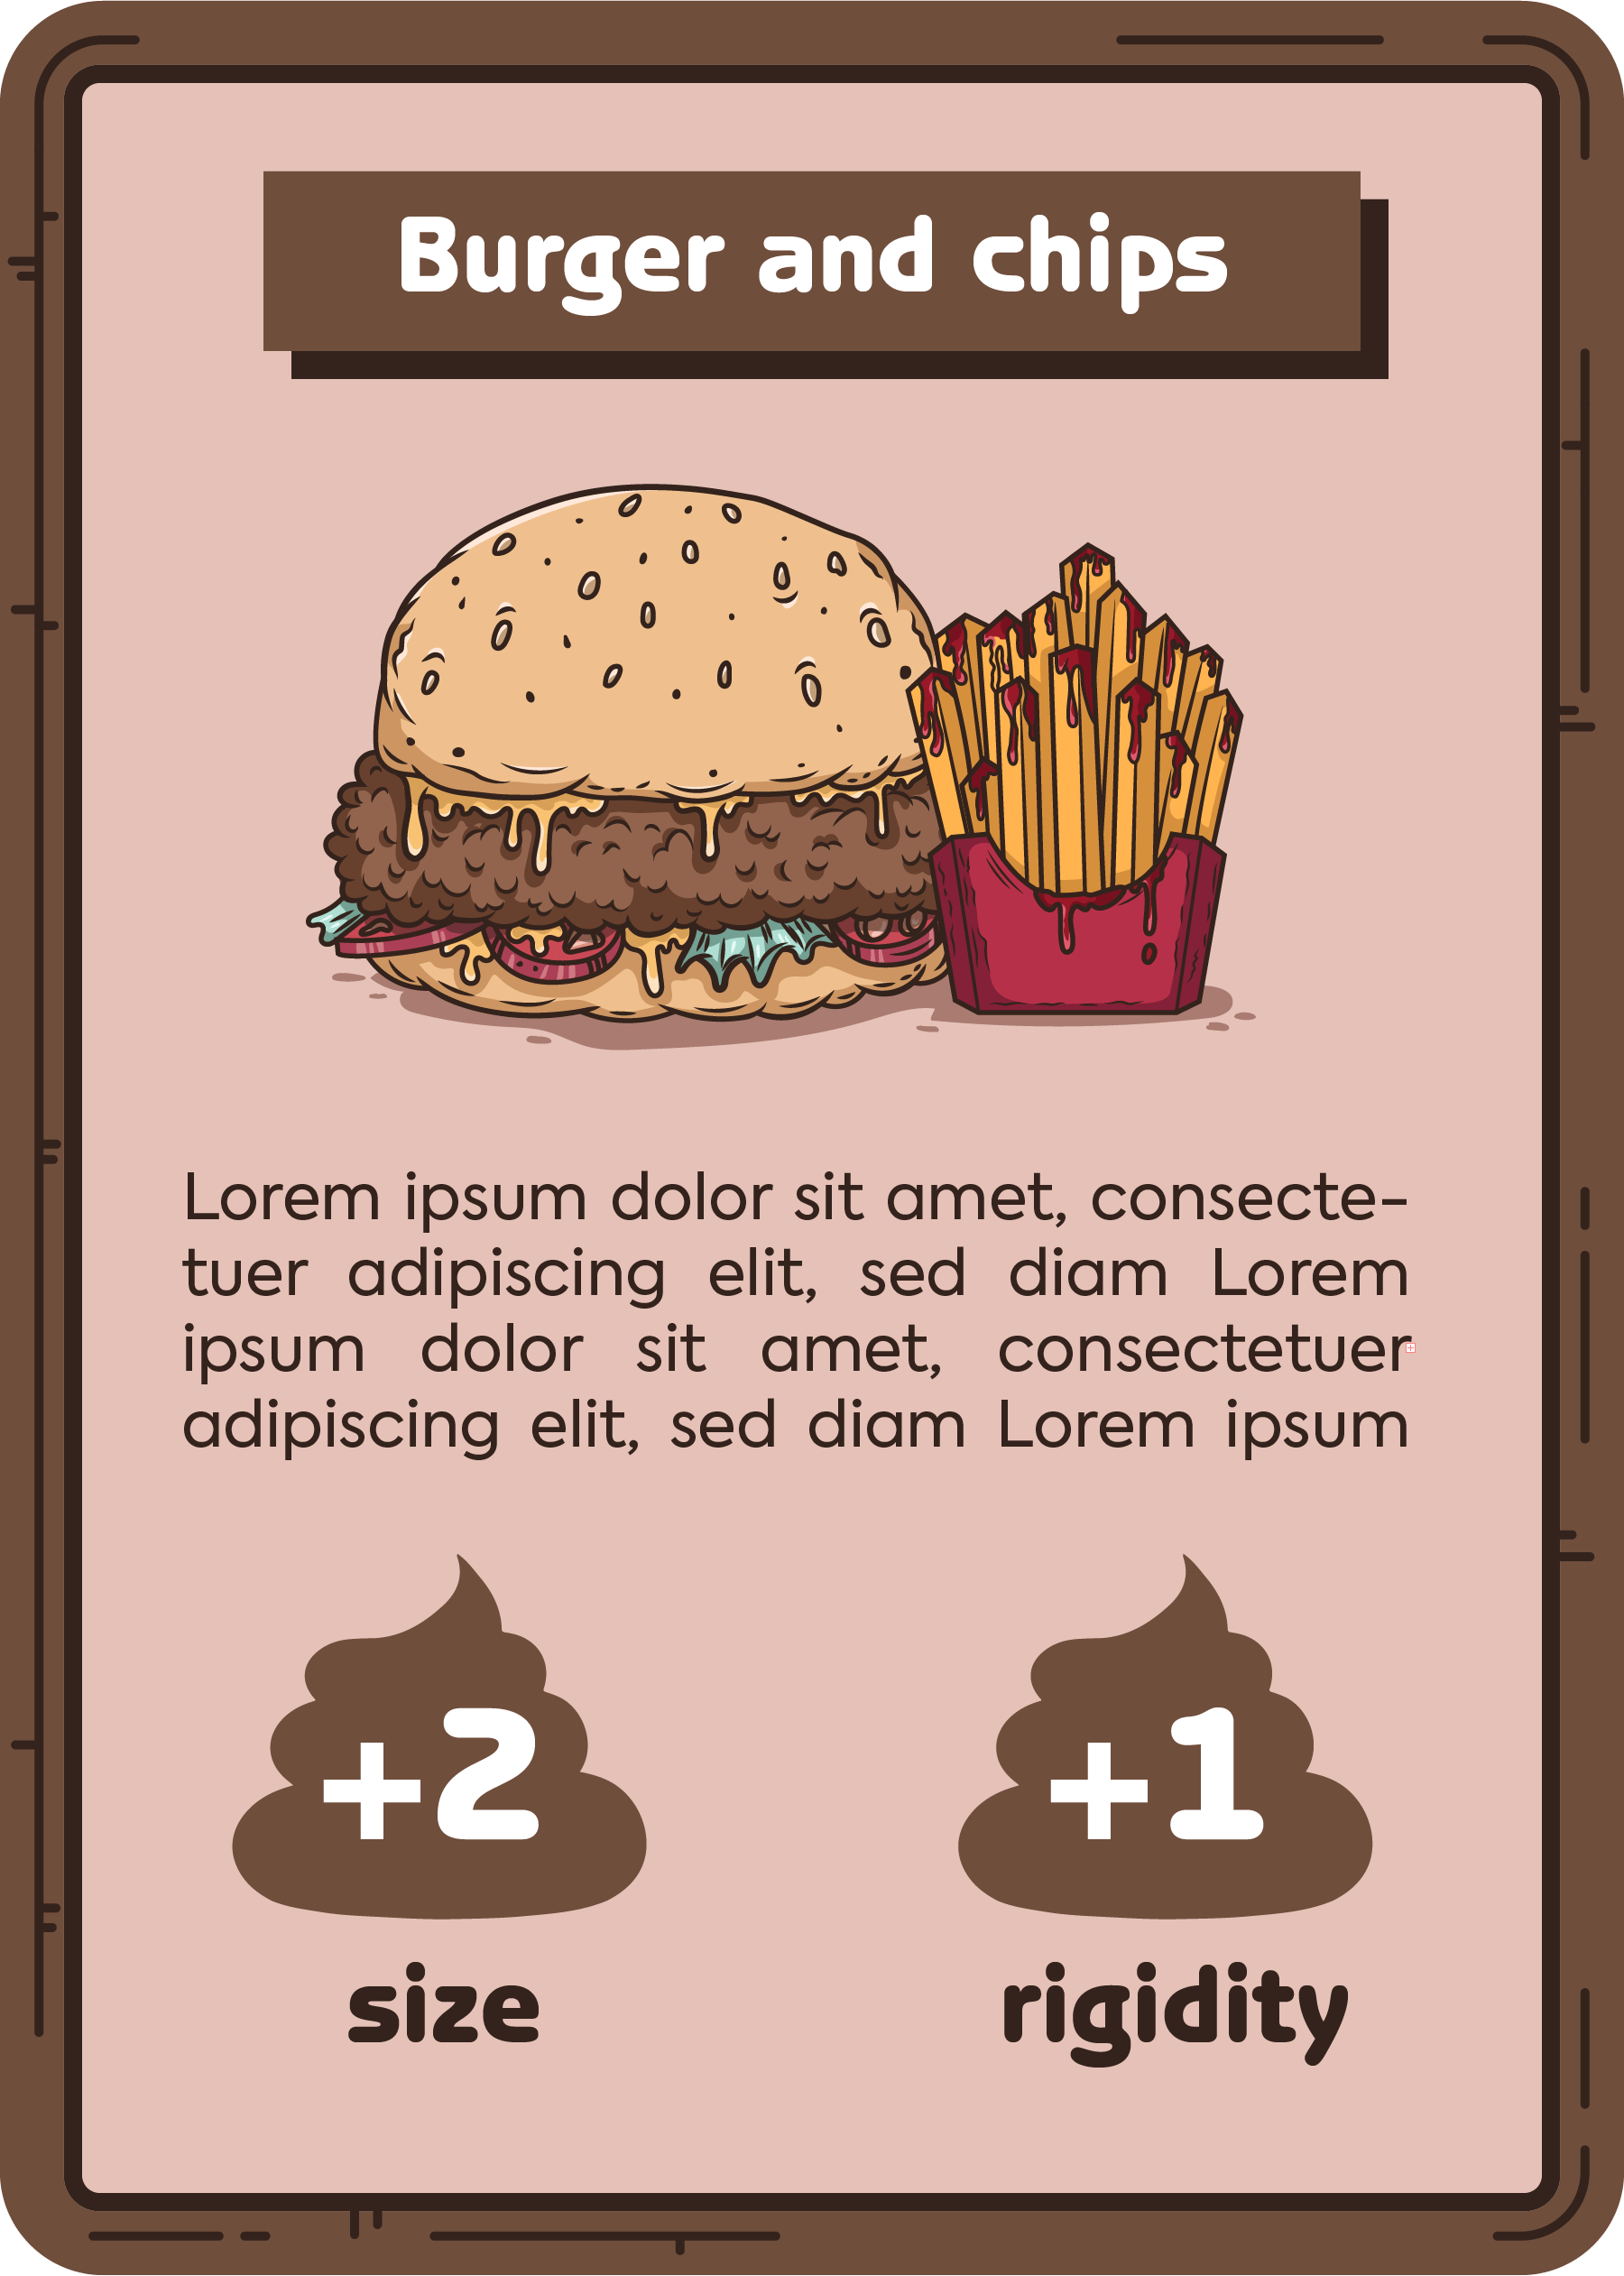 Burger and chips
Lorem ipsum dolor sit amet, consecte-
tuer adipiscing elit, sed diam Lorem
ipsum dolor sit amet, consectetuer
adipiscing elit, sed diam Lorem ipsum
+2 +1
size rigidity